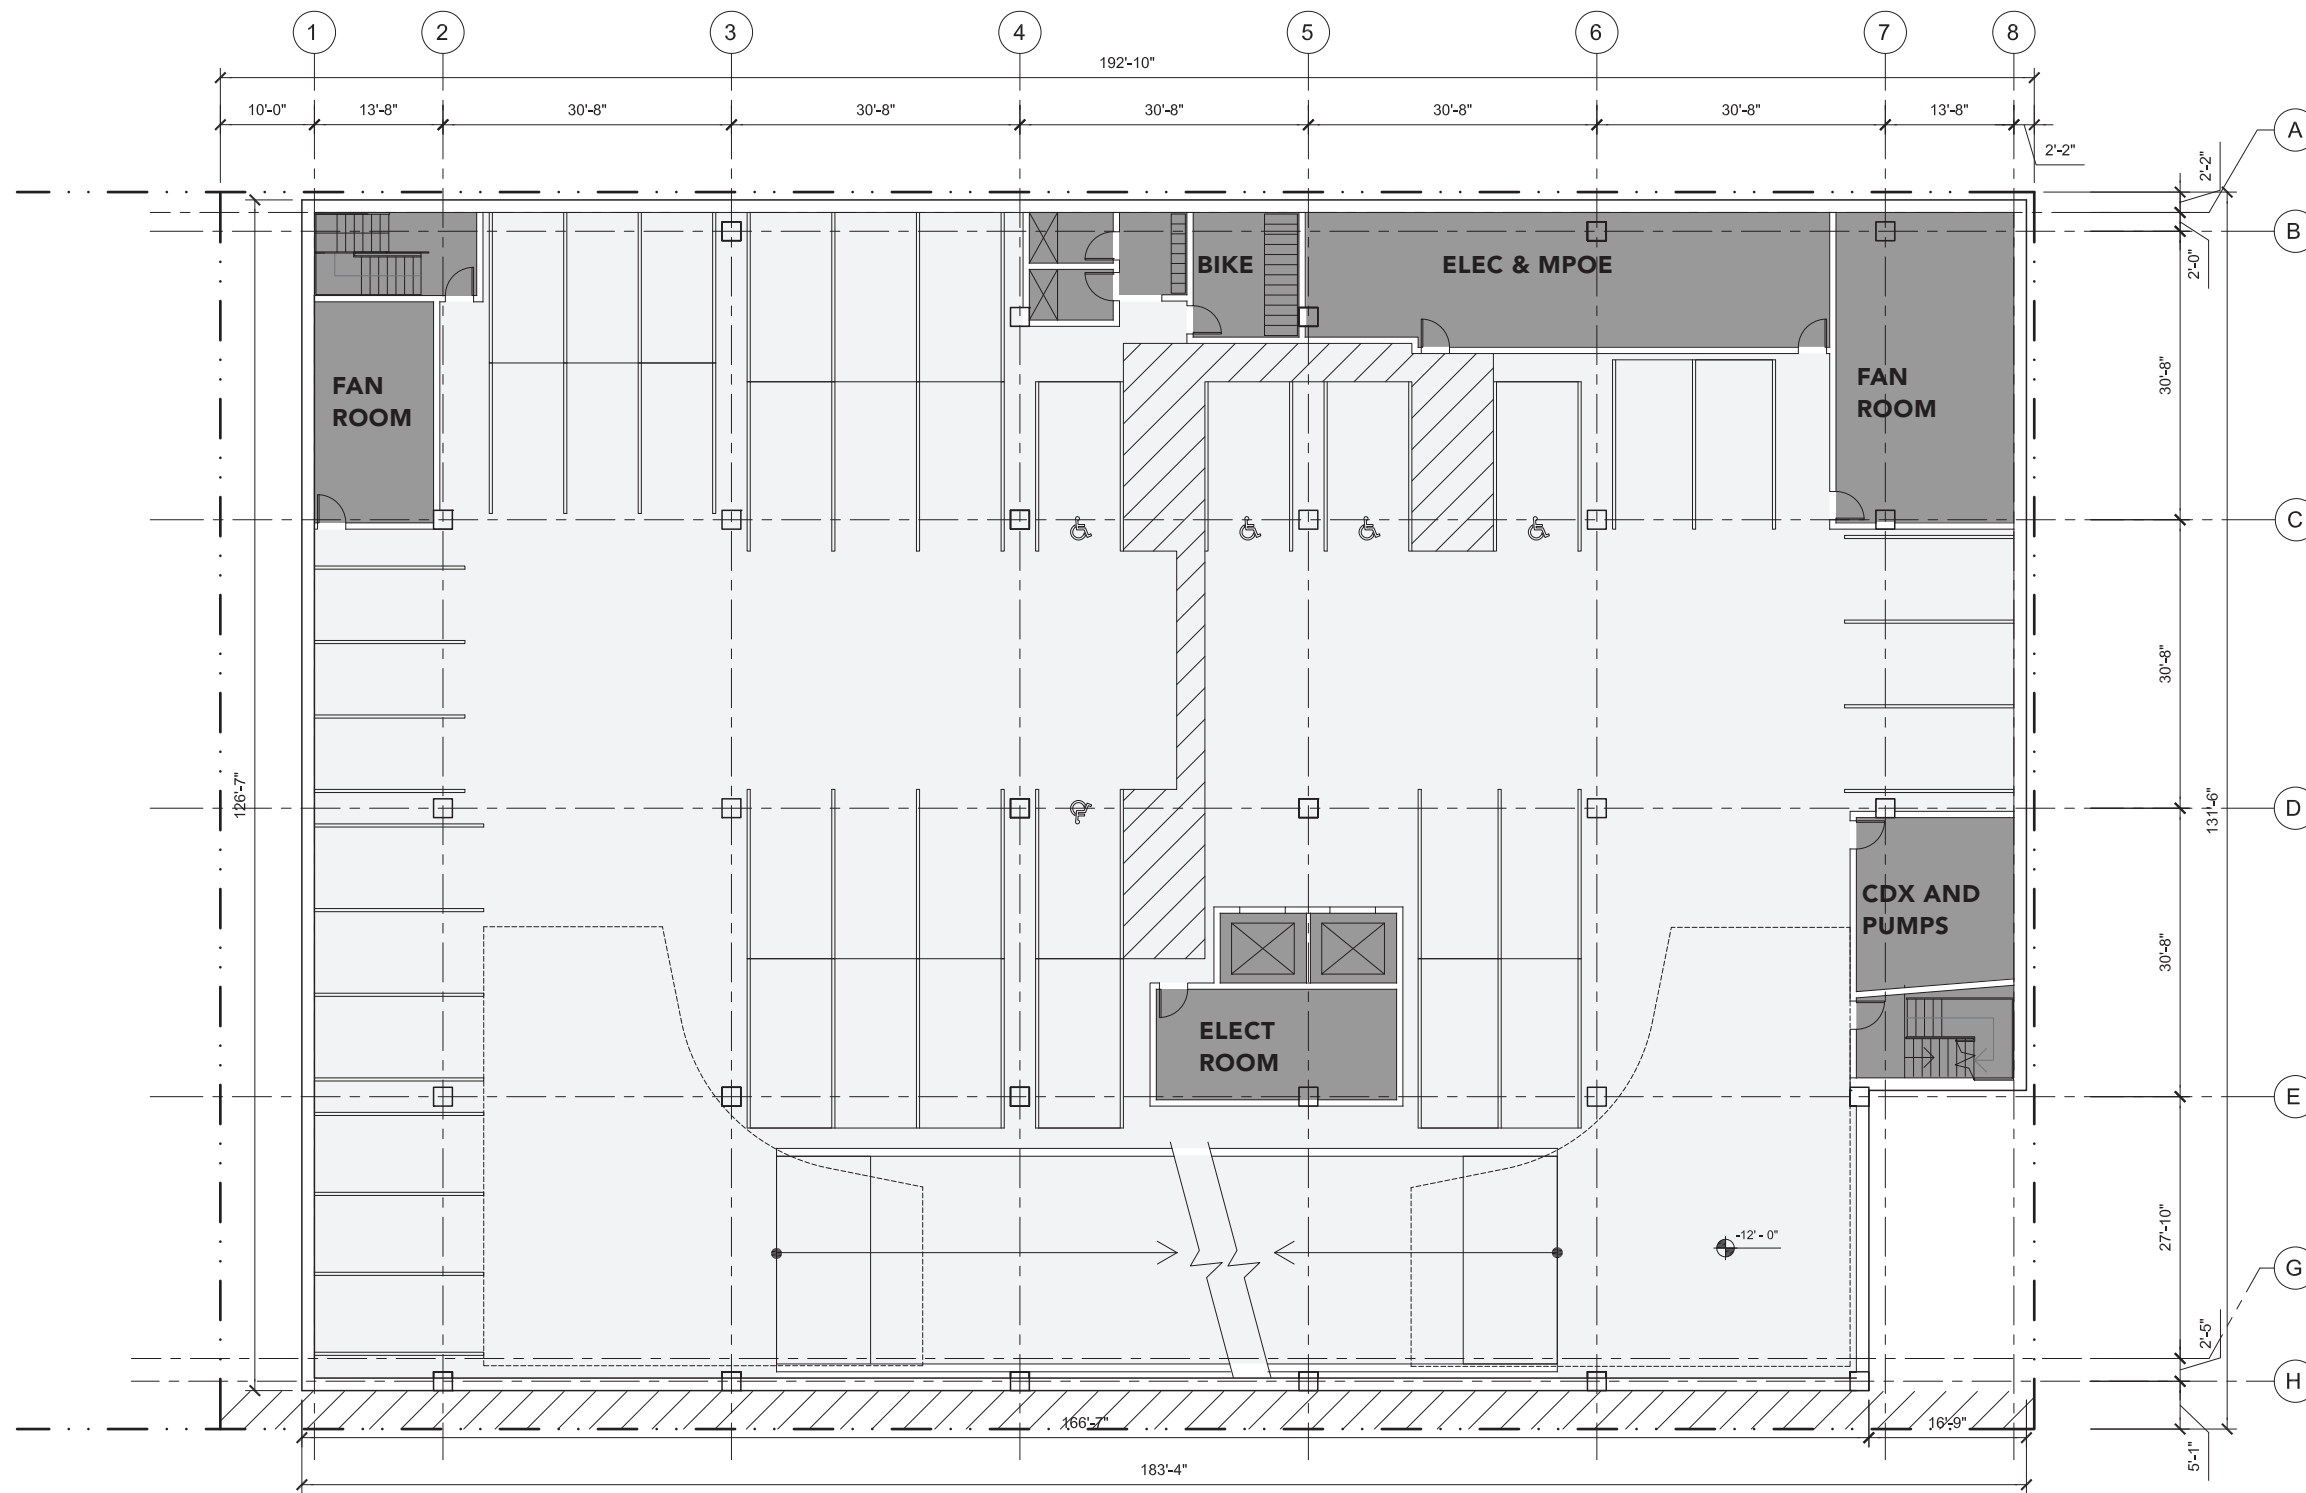 1 2 3 4 5 6 7 8
192'-10"
10'-0" 13'-8" 30'-8" 30'-8" 30'-8" 30'-8" 30'-8" 13'-8"
A
2'-2"
2'-2"
B
BIKE
ELEC & MPOE
2'-0"
FAN
ROOM
FAN
ROOM
30'-8"
C
30'-8"
126'-7"
D
131'-6"
CDX AND
PUMPS
30'-8"
ELECT
ROOM
E
27'-10"
-12' - 0"
G
2'-5"
H
166'-7"
16'-9"
5'-1"
183'-4"